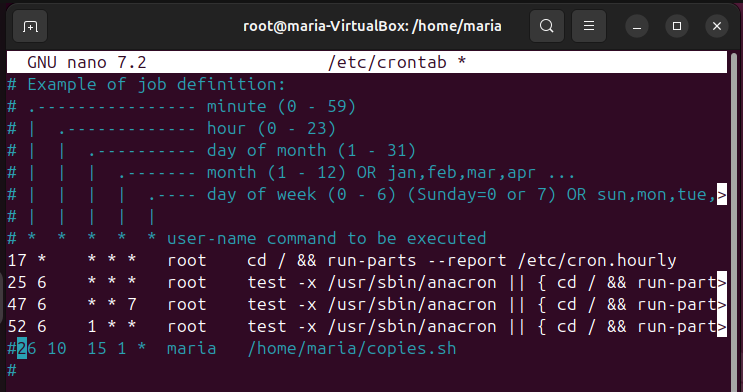 root@maria-VirtualBox: /home/maria
GNU nano 7.2                  /etc/crontab *
# Example of job definition:
# .---------------- minute (0 - 59)
# |  .------------- hour (0 - 23)
# |  |  .---------- day of month (1 - 31)
# |  |  |  .------- month (1 - 12) OR jan,feb,mar,apr ...
# |  |  |  |  .---- day of week (0 - 6) (Sunday=0 or 7) OR sun,mon,tue,>
# |  |  |  |  |
# *  *  *  *  * user-name command to be executed
17 *    * * *   root    cd / && run-parts --report /etc/cron.hourly
25 6    * * *   root    test -x /usr/sbin/anacron || { cd / && run-part>
47 6    * * 7   root    test -x /usr/sbin/anacron || { cd / && run-part>
52 6    1 * *   root    test -x /usr/sbin/anacron || { cd / && run-part>
#26 10  15 1 *  maria   /home/maria/copies.sh
#